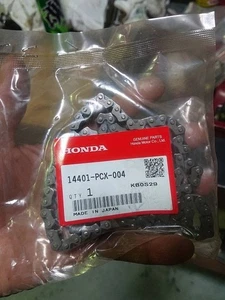 GENUINE PARTS
Honda Motor Co., Ltd.
HONDA
14401-PCX-004
QTY 1
K60529
MADE IN JAPAN